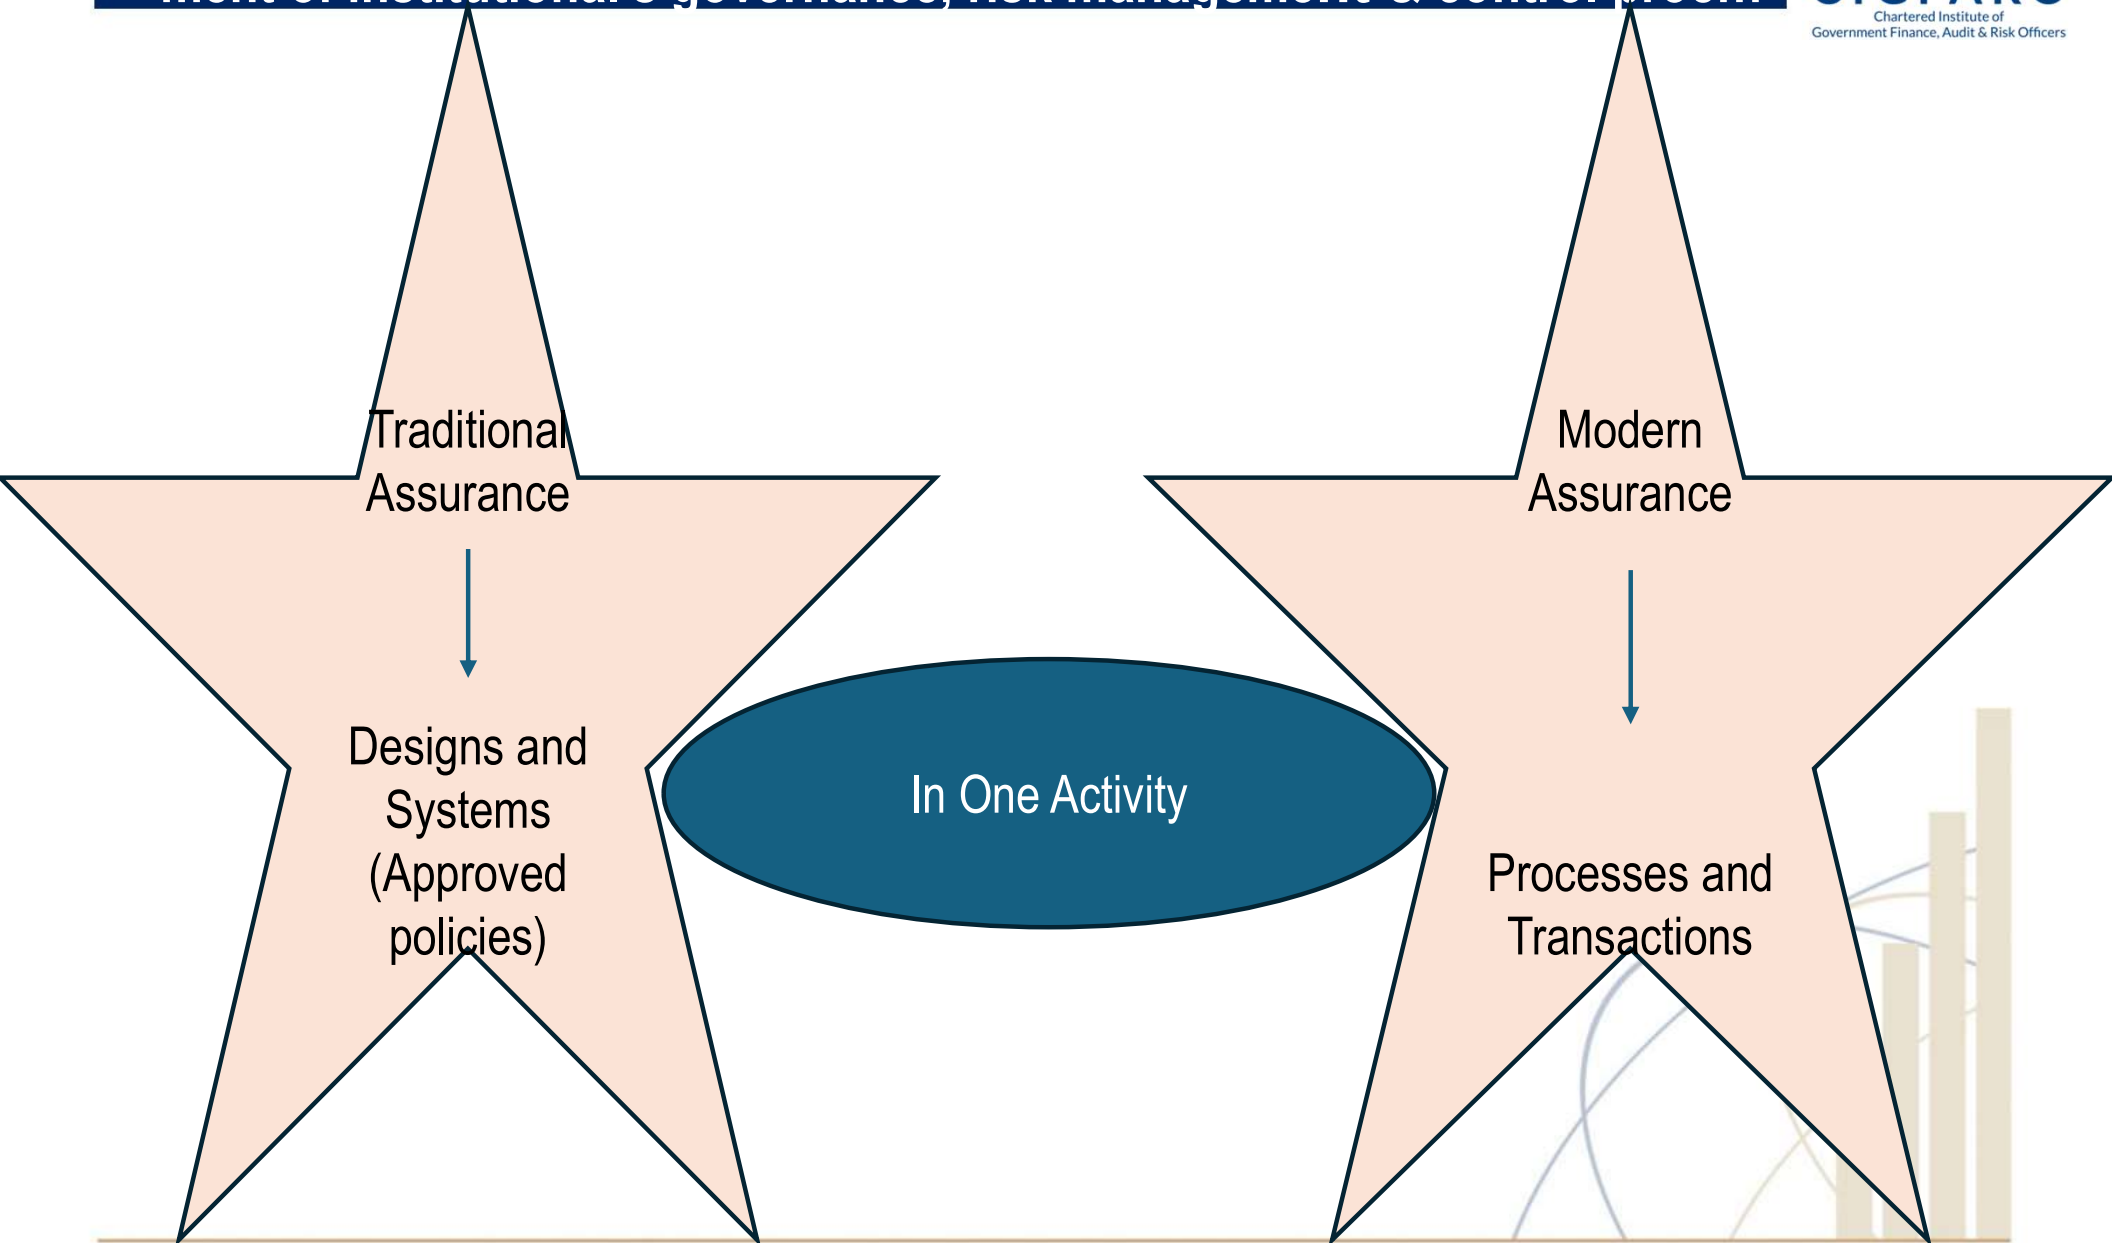 Chartered Institute of
Government Finance, Audit & Risk Officers
Traditional
Assurance
Modern
Assurance
Designs and
Systems
(Approved
policies)
In One Activity
Processes and
Transactions